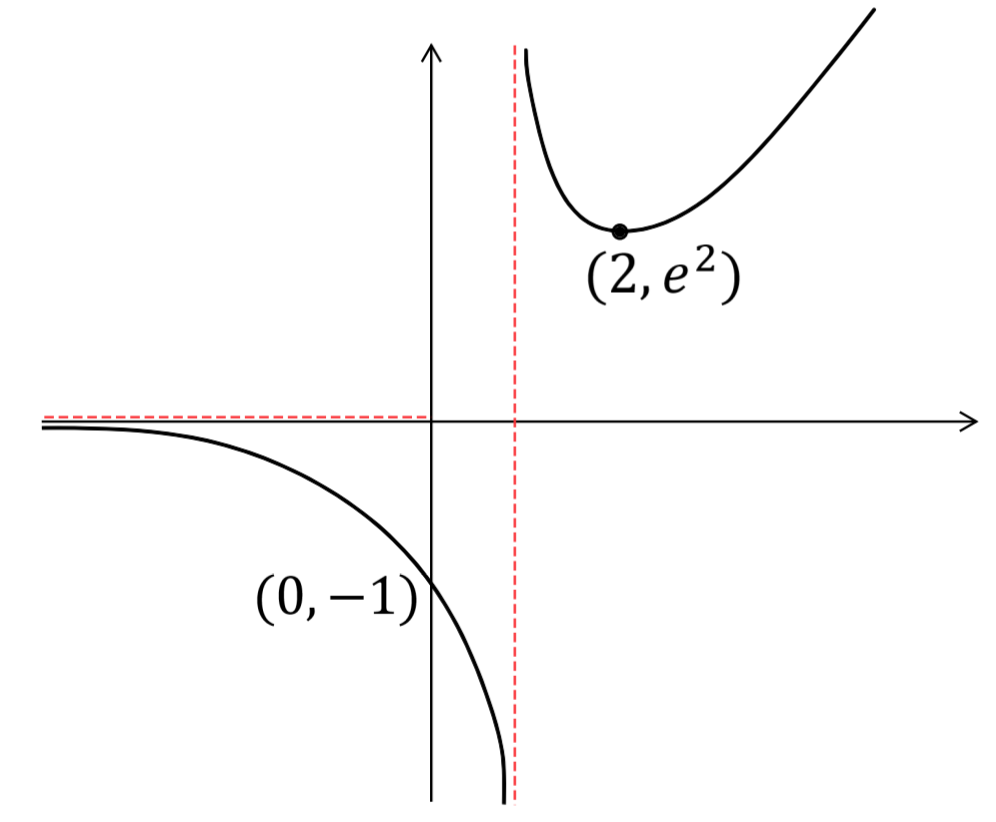 (2, e²)
(0, −1)